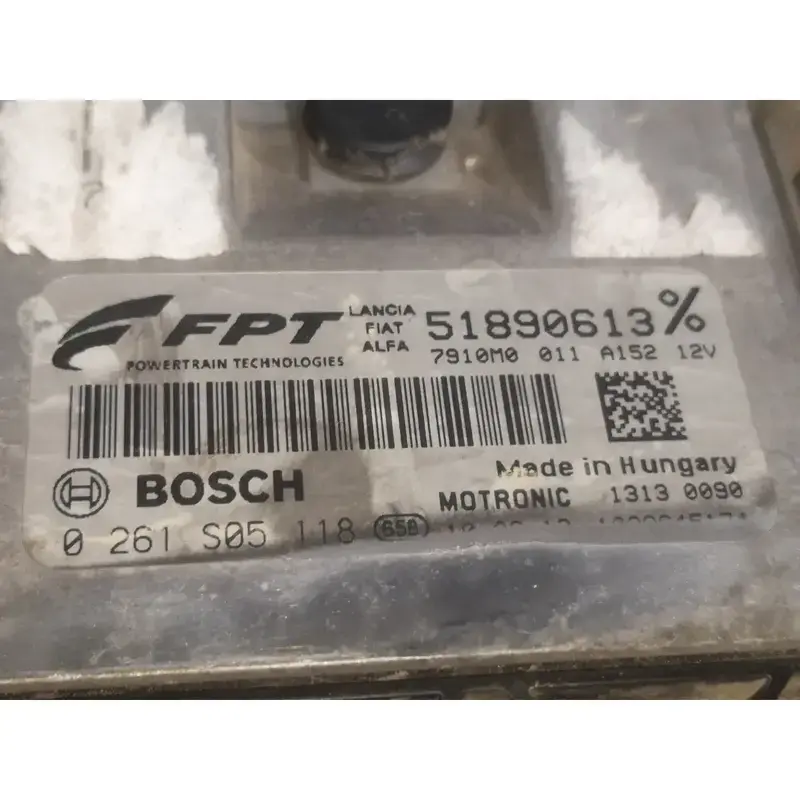 FPT
POWERTRAIN TECHNOLOGIES
LANCIA
FIAT
ALFA
51890613%
7910M0 011 A152 12V
Made in Hungary
BOSCH
MOTRONIC 1313 0090
0 261 S05 118 658